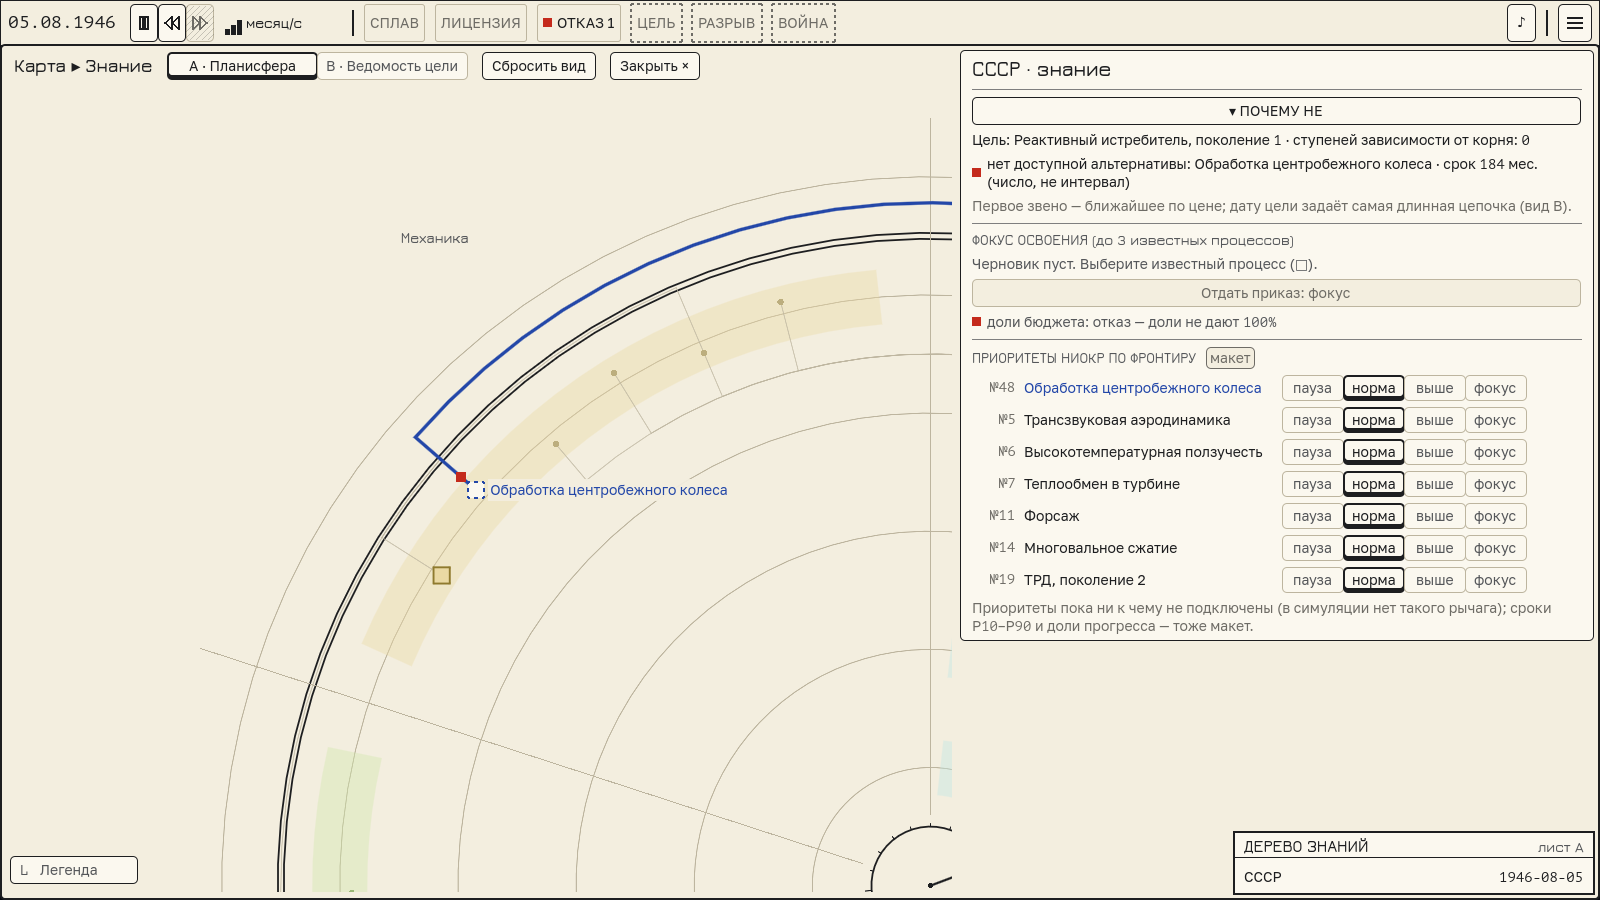 05.08.1946
месяц/с
СПЛАВ
ЛИЦЕНЗИЯ
ОТКАЗ 1
ЦЕЛЬ
РАЗРЫВ
ВОЙНА
♪
Карта ▸ Знание
А · Планисфера
В · Ведомость цели
Сбросить вид
Закрыть ×
Механика
Обработка центробежного колеса
L Легенда
СССР · знание
▾ ПОЧЕМУ НЕ
Цель: Реактивный истребитель, поколение 1 · ступеней зависимости от корня: 0
нет доступной альтернативы: Обработка центробежного колеса · срок 184 мес.
(число, не интервал)
Первое звено — ближайшее по цене; дату цели задаёт самая длинная цепочка (вид В).
ФОКУС ОСВОЕНИЯ (до 3 известных процессов)
Черновик пуст. Выберите известный процесс (□).
Отдать приказ: фокус
доли бюджета: отказ — доли не дают 100%
ПРИОРИТЕТЫ НИОКР ПО ФРОНТИРУ макет
№48 Обработка центробежного колеса пауза норма выше фокус
№5 Трансзвуковая аэродинамика пауза норма выше фокус
№6 Высокотемпературная ползучесть пауза норма выше фокус
№7 Теплообмен в турбине пауза норма выше фокус
№11 Форсаж пауза норма выше фокус
№14 Многовальное сжатие пауза норма выше фокус
№19 ТРД, поколение 2 пауза норма выше фокус
Приоритеты пока ни к чему не подключены (в симуляции нет такого рычага); сроки
P10–P90 и доли прогресса — тоже макет.
ДЕРЕВО ЗНАНИЙ лист А
СССР 1946-08-05